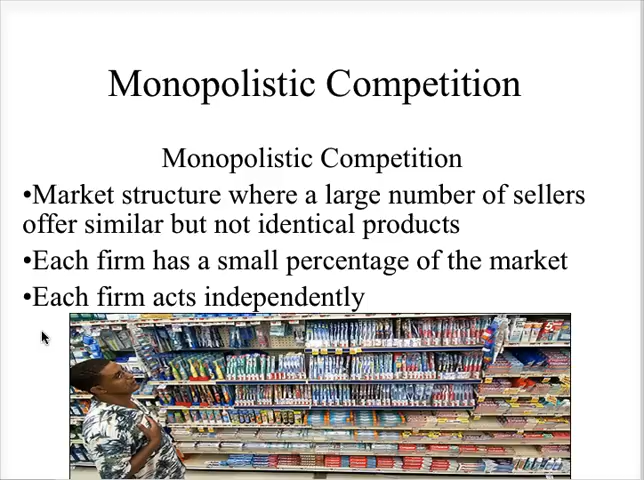 Monopolistic Competition
Monopolistic Competition
•Market structure where a large number of sellers
offer similar but not identical products
•Each firm has a small percentage of the market
•Each firm acts independently